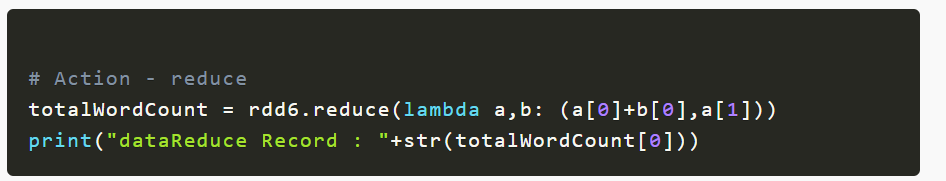 # Action - reduce
totalWordCount = rdd6.reduce(lambda a,b: (a[0]+b[0],a[1]))
print("dataReduce Record : "+str(totalWordCount[0]))